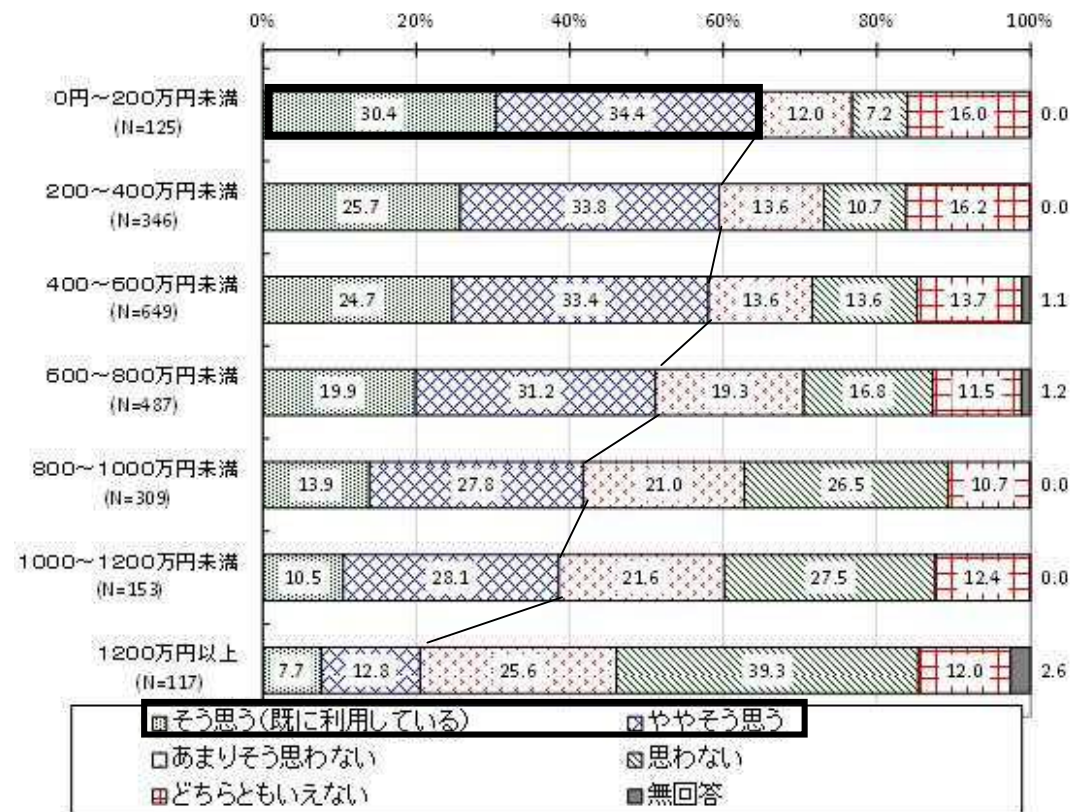 0% 20% 40% 60% 80% 100%
0円～200万円未満
(N=125)
30.4 34.4 12.0 7.2 16.0 0.0
200～400万円未満
(N=346)
25.7 33.8 13.6 10.7 16.2 0.0
400～600万円未満
(N=649)
24.7 33.4 13.6 13.6 13.7 1.1
600～800万円未満
(N=487)
19.9 31.2 19.3 16.8 11.5 1.2
800～1000万円未満
(N=309)
13.9 27.8 21.0 26.5 10.7 0.0
1000～1200万円未満
(N=153)
10.5 28.1 21.6 27.5 12.4 0.0
1200万円以上
(N=117)
7.7 12.8 25.6 39.3 12.0 2.6
そう思う(既に利用している) ややそう思う
あまりそう思わない 思わない
どちらともいえない 無回答